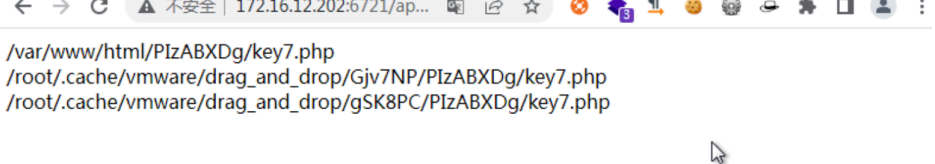 不安全 | 172.16.12.202:6721/ap...
3
/var/www/html/PIzABXDg/key7.php
/root/.cache/vmware/drag_and_drop/Gjv7NP/PIzABXDg/key7.php
/root/.cache/vmware/drag_and_drop/gSK8PC/PIzABXDg/key7.php